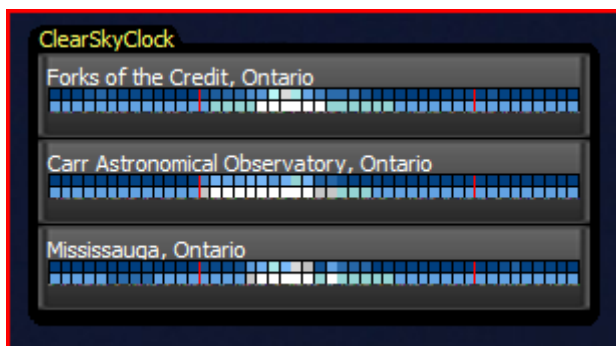 ClearSkyClock
Forks of the Credit, Ontario
Carr Astronomical Observatory, Ontario
Mississauga, Ontario